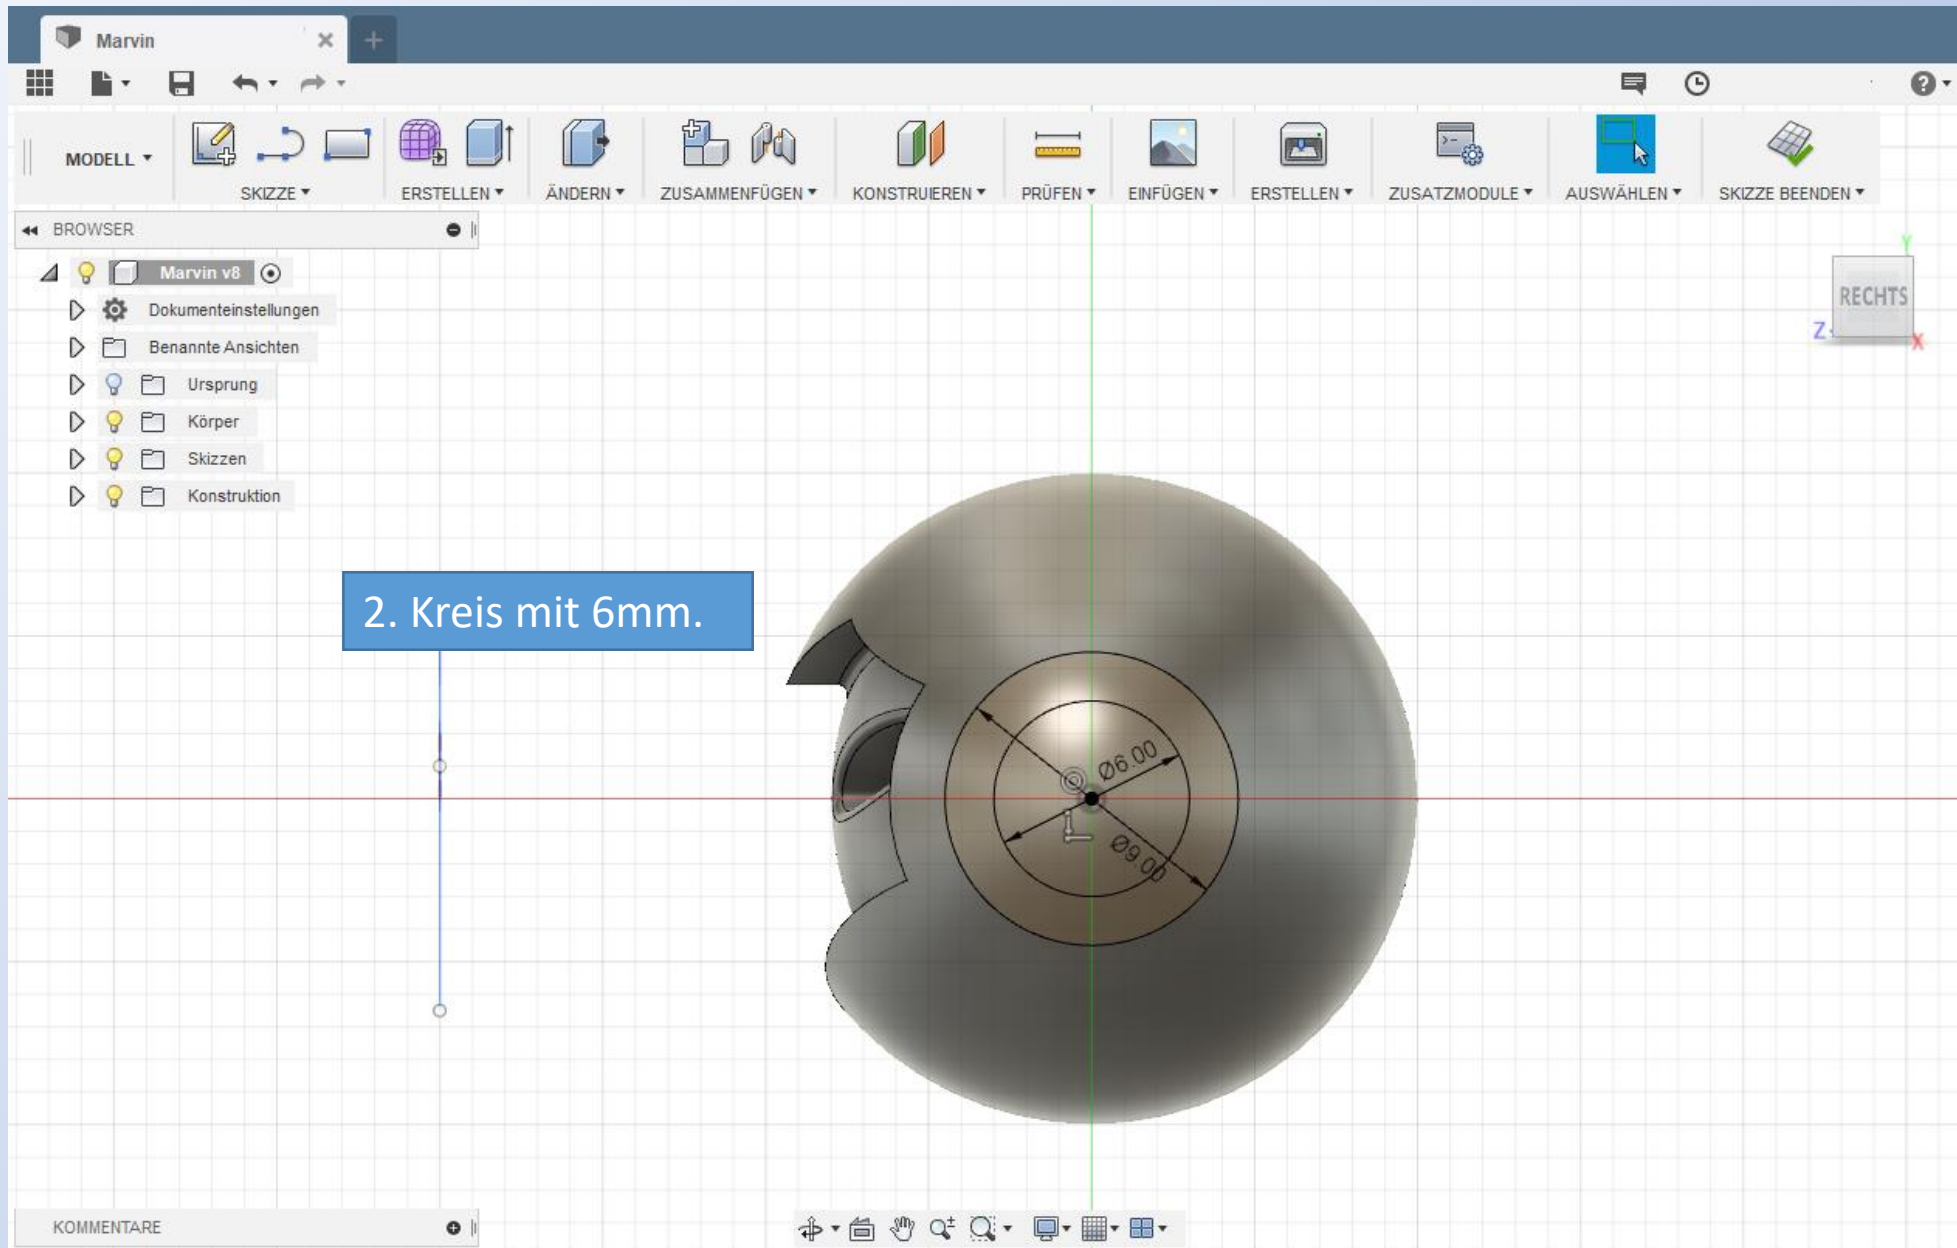 Marvin
MODELL
SKIZZE
ERSTELLEN
ÄNDERN
ZUSAMMENFÜGEN
KONSTRUIEREN
PRÜFEN
EINFÜGEN
ERSTELLEN
ZUSATZMODULE
AUSWÄHLEN
SKIZZE BEENDEN
BROWSER
Marvin v8
Dokumenteinstellungen
Benannte Ansichten
Ursprung
Körper
Skizzen
Konstruktion
Y
RECHTS
Z
X
2. Kreis mit 6mm.
Ø6.00
Ø9.00
KOMMENTARE